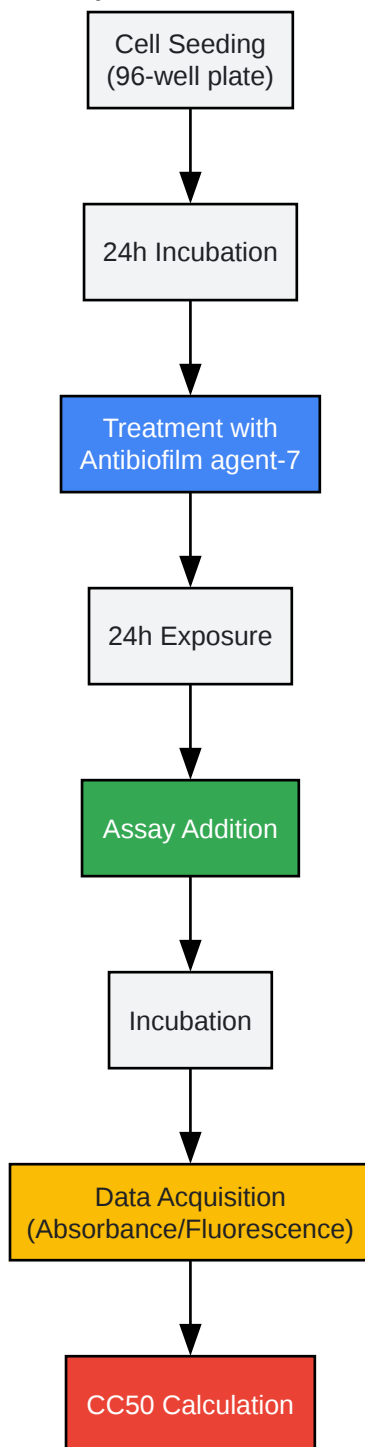 Cell Seeding
(96-well plate)
24h Incubation
Treatment with
Antibiofilm agent-7
24h Exposure
Assay Addition
Incubation
Data Acquisition
(Absorbance/Fluorescence)
CC50 Calculation